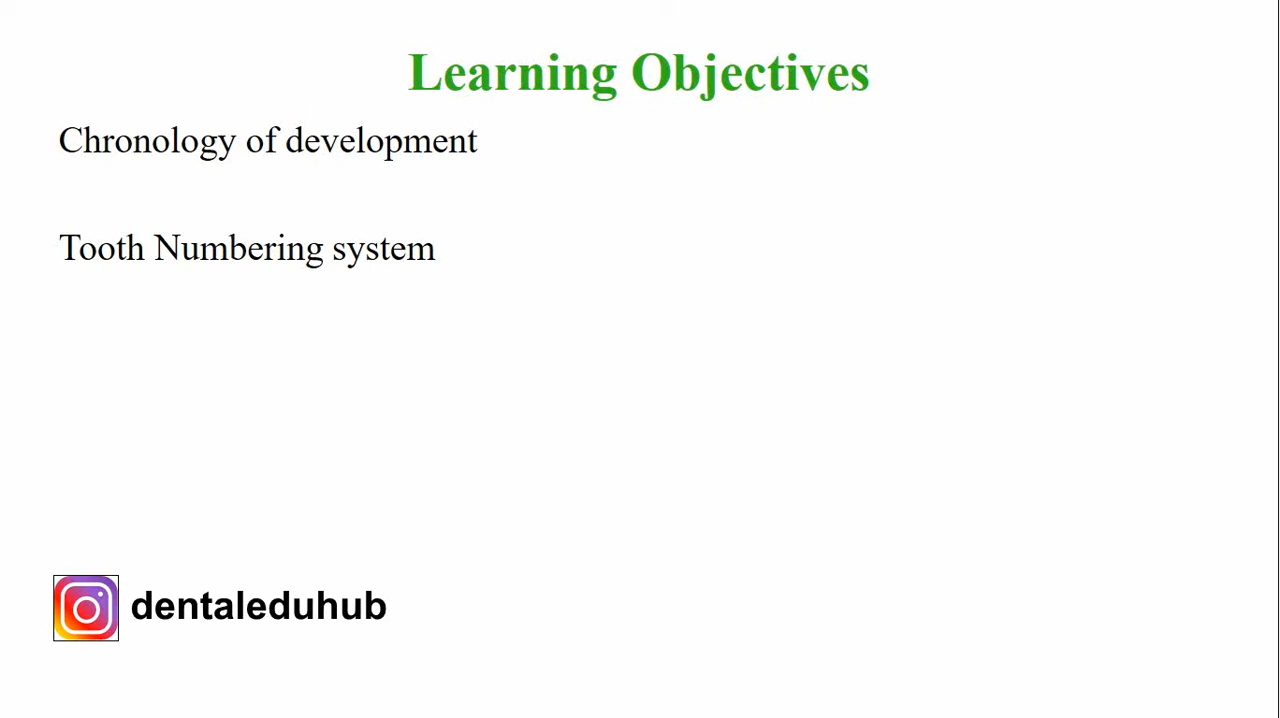 Learning Objectives
Chronology of development
Tooth Numbering system
dentaleduhub